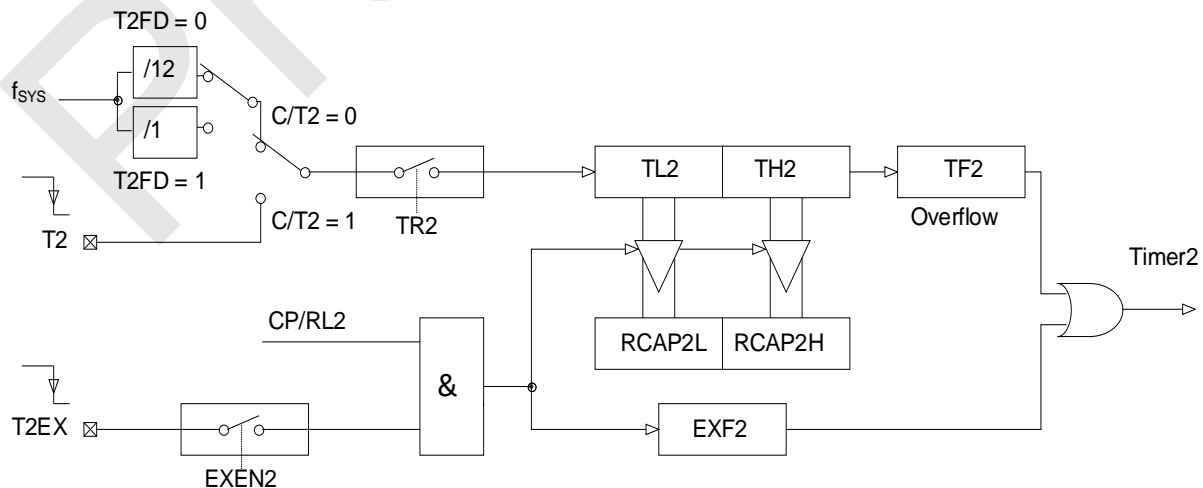 T2FD = 0
/12
fSYS
/1
T2FD = 1
C/T2 = 0
C/T2 = 1
T2
TR2
TL2
TH2
TF2
Overflow
Timer2
CP/RL2
&
RCAP2L
RCAP2H
T2EX
EXEN2
EXF2